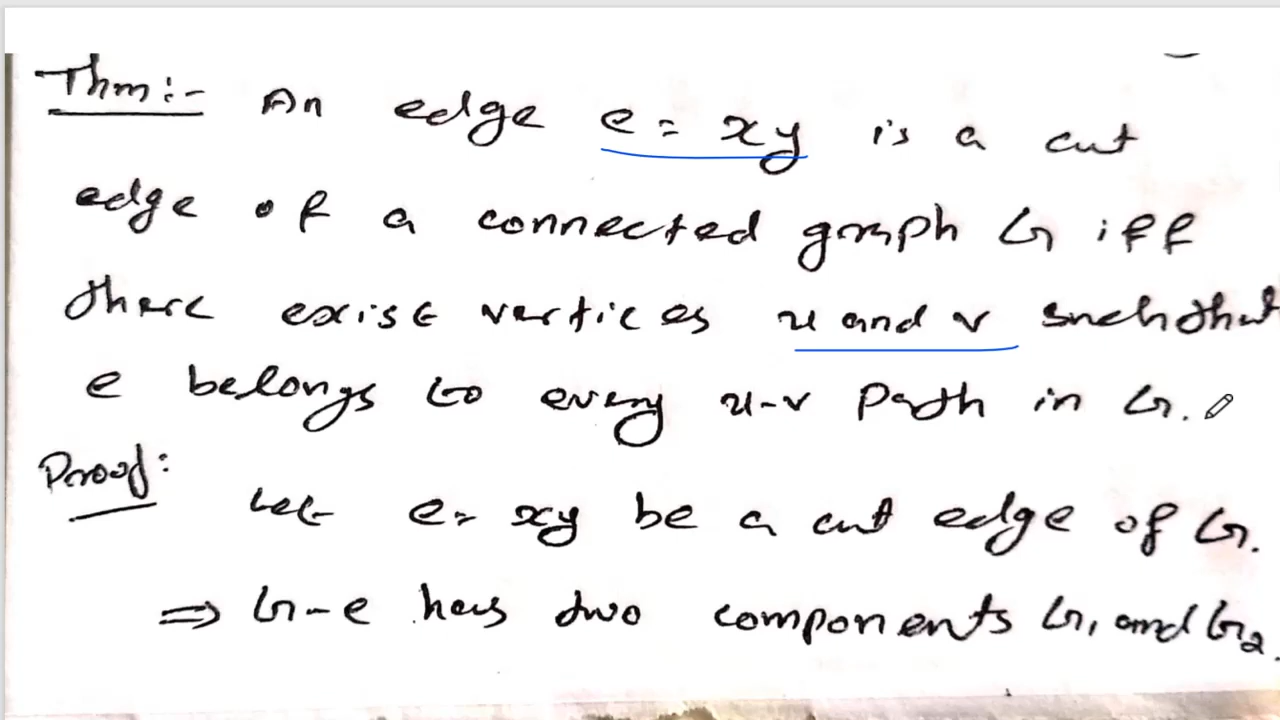 Thm:- An edge e = xy is a cut
edge of a connected graph G iff
there exist vertices u and v such that
e belongs to every u-v path in G.
Proof:
Let e = xy be a cut edge of G.
⇒ G-e has two components G₁ and G₂.